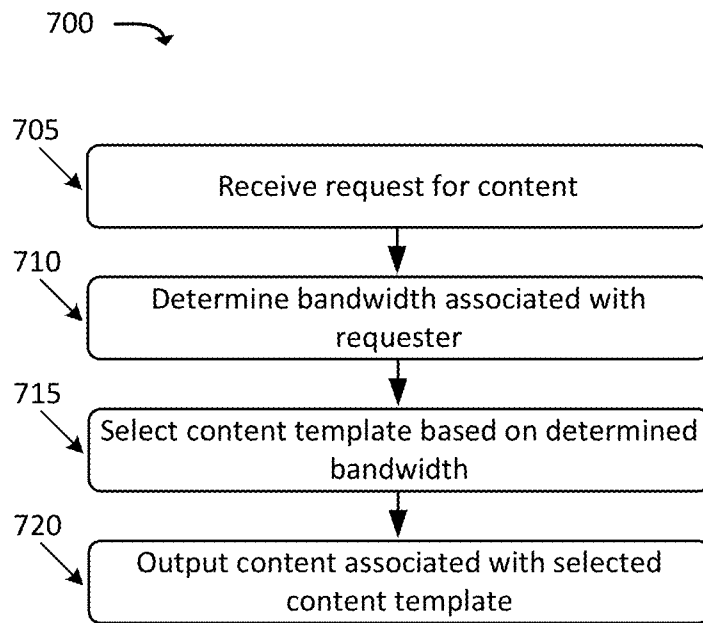 700
705
Receive request for content
710
Determine bandwidth associated with
requester
715
Select content template based on determined
bandwidth
720
Output content associated with selected
content template